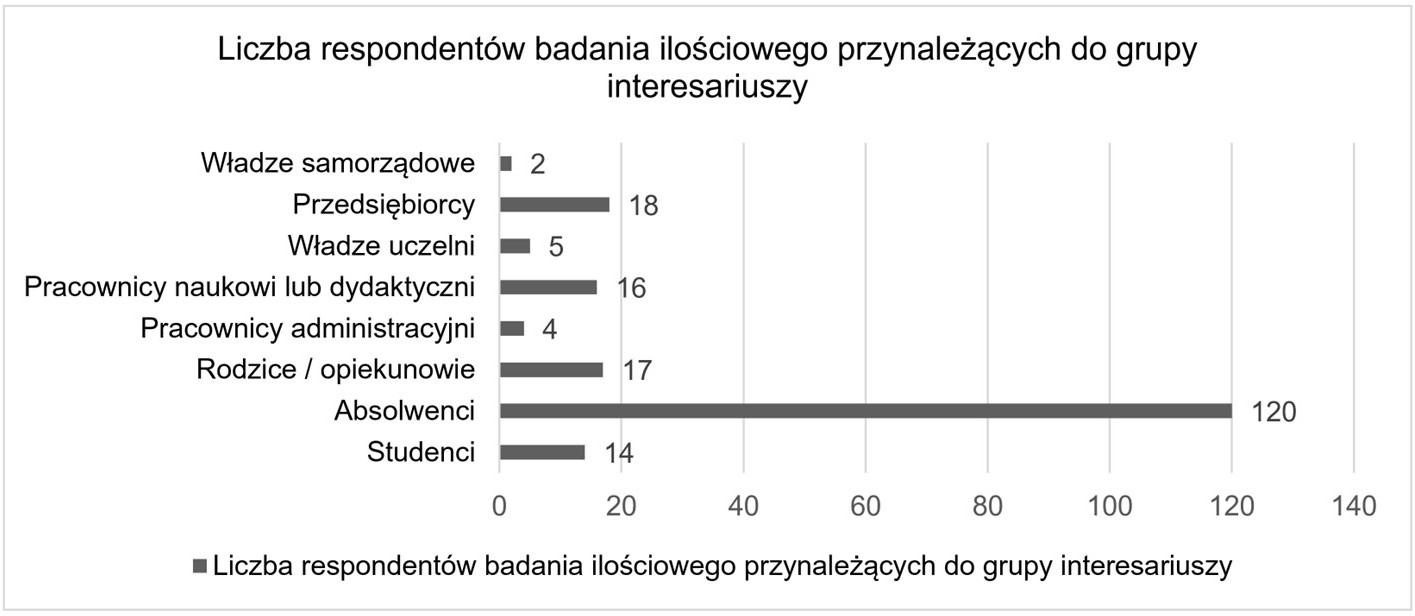 Liczba respondentów badania ilościowego przynależących do grupy
interesariuszy
Władze samorządowe 2
Przedsiębiorcy 18
Władze uczelni 5
Pracownicy naukowi lub dydaktyczni 16
Pracownicy administracyjni 4
Rodzice / opiekunowie 17
Absolwenci 120
Studenci 14
0 20 40 60 80 100 120 140
Liczba respondentów badania ilościowego przynależących do grupy interesariuszy